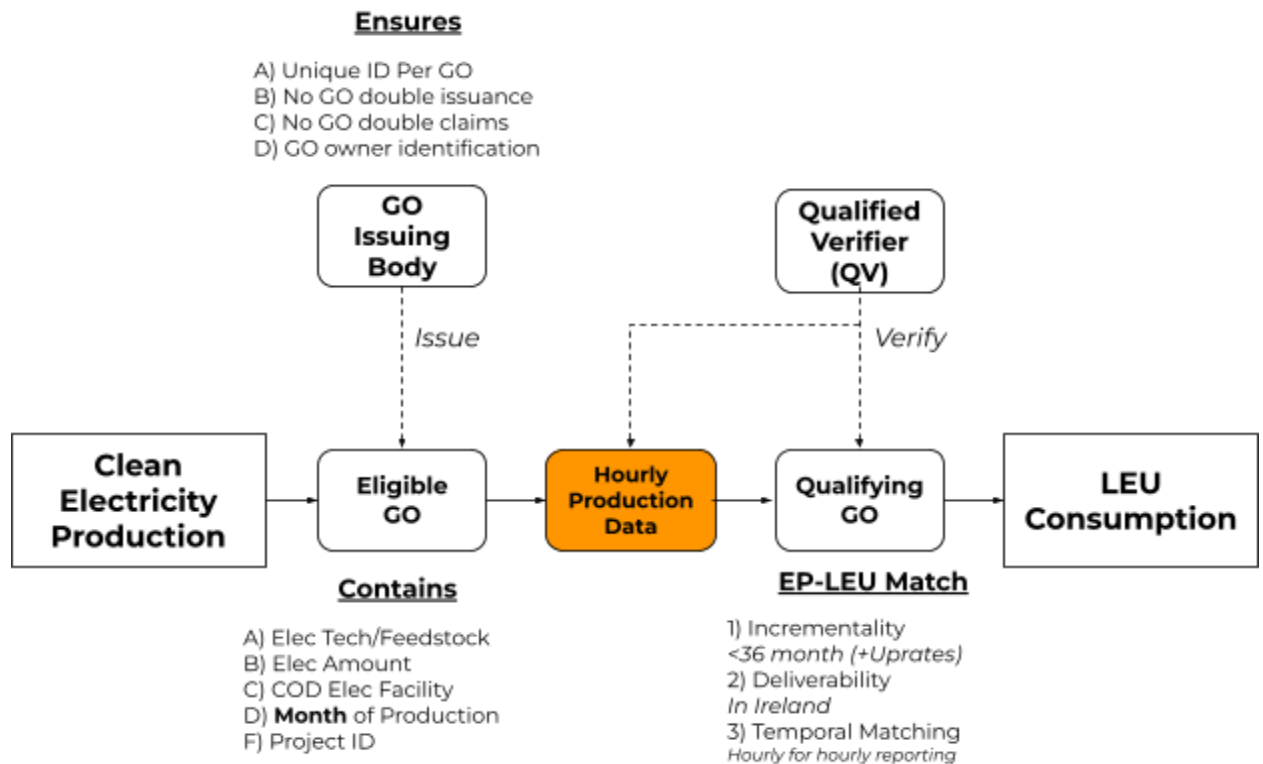 Ensures
A) Unique ID Per GO
B) No GO double issuance
C) No GO double claims
D) GO owner identification
GO
Issuing
Body
Qualified
Verifier
(QV)
Issue
Verify
Clean
Electricity
Production
Eligible
GO
Hourly
Production
Data
Qualifying
GO
LEU
Consumption
Contains
A) Elec Tech/Feedstock
B) Elec Amount
C) COD Elec Facility
D) Month of Production
F) Project ID
EP-LEU Match
1) Incrementality
<36 month (+Uprates)
2) Deliverability
In Ireland
3) Temporal Matching
Hourly for hourly reporting